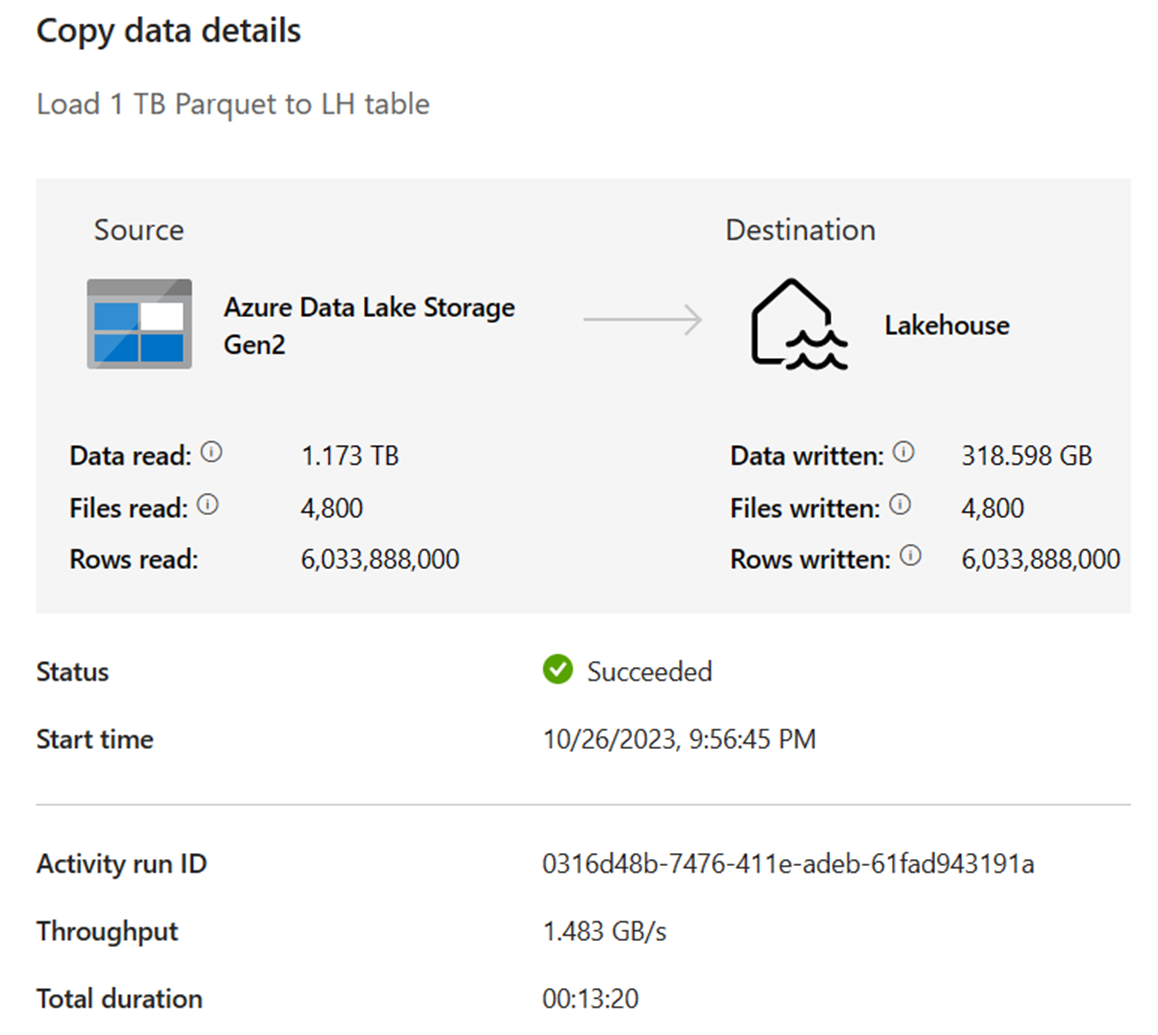 Copy data details
Load 1 TB Parquet to LH table
Source
Azure Data Lake Storage
Gen2
Destination
Lakehouse
Data read: 1.173 TB
Files read: 4,800
Rows read: 6,033,888,000
Data written: 318.598 GB
Files written: 4,800
Rows written: 6,033,888,000
Status Succeeded
Start time 10/26/2023, 9:56:45 PM
Activity run ID 0316d48b-7476-411e-adeb-61fad943191a
Throughput 1.483 GB/s
Total duration 00:13:20